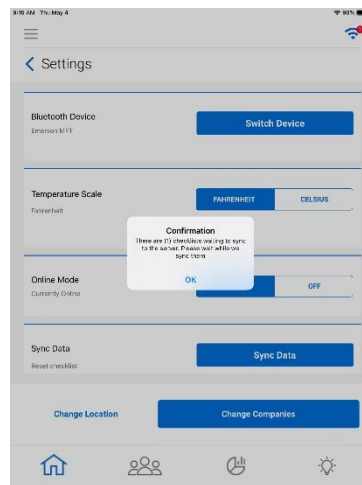 9:16 AM Thu May 4
93%
Settings
Bluetooth Device
Emerson MFT
Switch Device
Temperature Scale
Fahrenheit
FAHRENHEIT
CELSIUS
Confirmation
There are (1) checklists waiting to sync
to the server. Please wait while we
sync them
OK
Online Mode
Currently Online
OFF
Sync Data
Reset checklist
Sync Data
Change Location
Change Companies